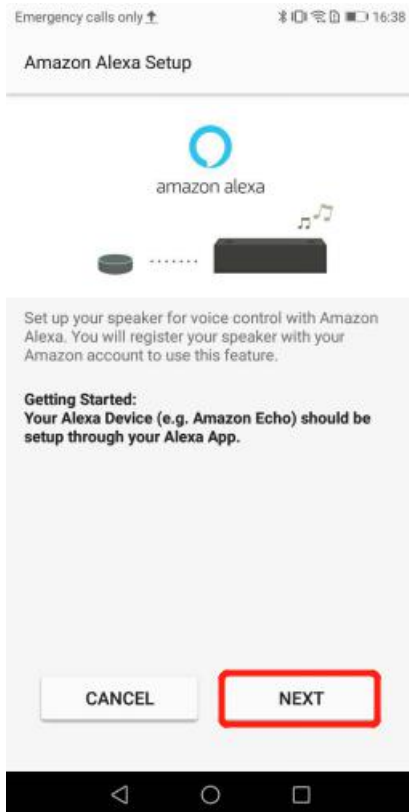 Emergency calls only
16:38
Amazon Alexa Setup
amazon alexa
Set up your speaker for voice control with Amazon
Alexa. You will register your speaker with your
Amazon account to use this feature.
Getting Started:
Your Alexa Device (e.g. Amazon Echo) should be
setup through your Alexa App.
CANCEL
NEXT